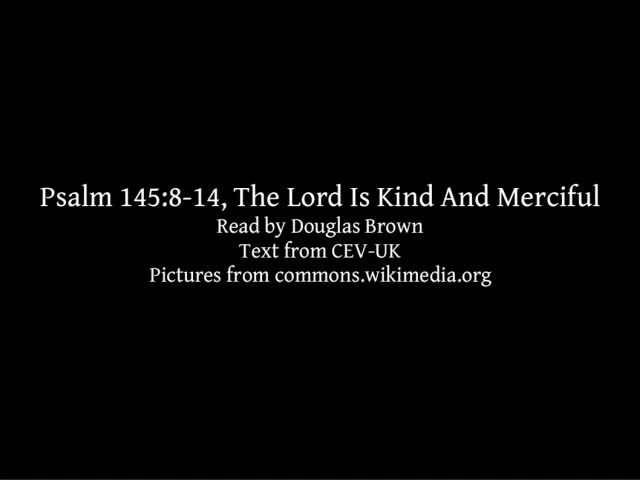 Psalm 145:8-14, The Lord Is Kind And Merciful
Read by Douglas Brown
Text from CEV-UK
Pictures from commons.wikimedia.org